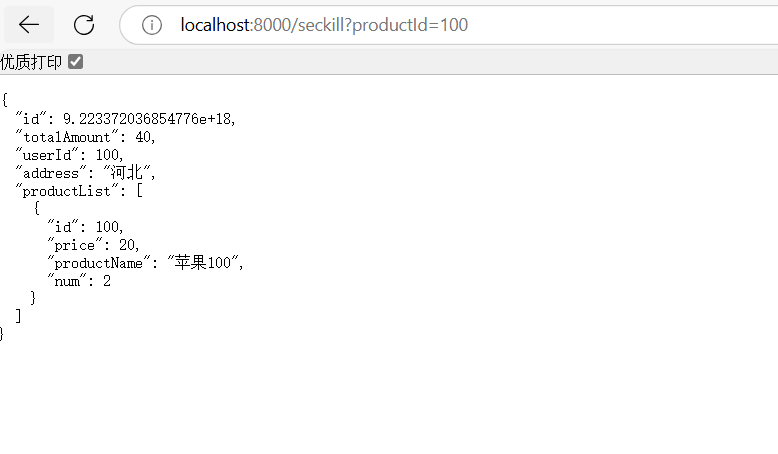 localhost:8000/seckill?productId=100
优质打印
{
  "id": 9.223372036854776e+18,
  "totalAmount": 40,
  "userId": 100,
  "address": "河北",
  "productList": [
    {
      "id": 100,
      "price": 20,
      "productName": "苹果100",
      "num": 2
    }
  ]
}